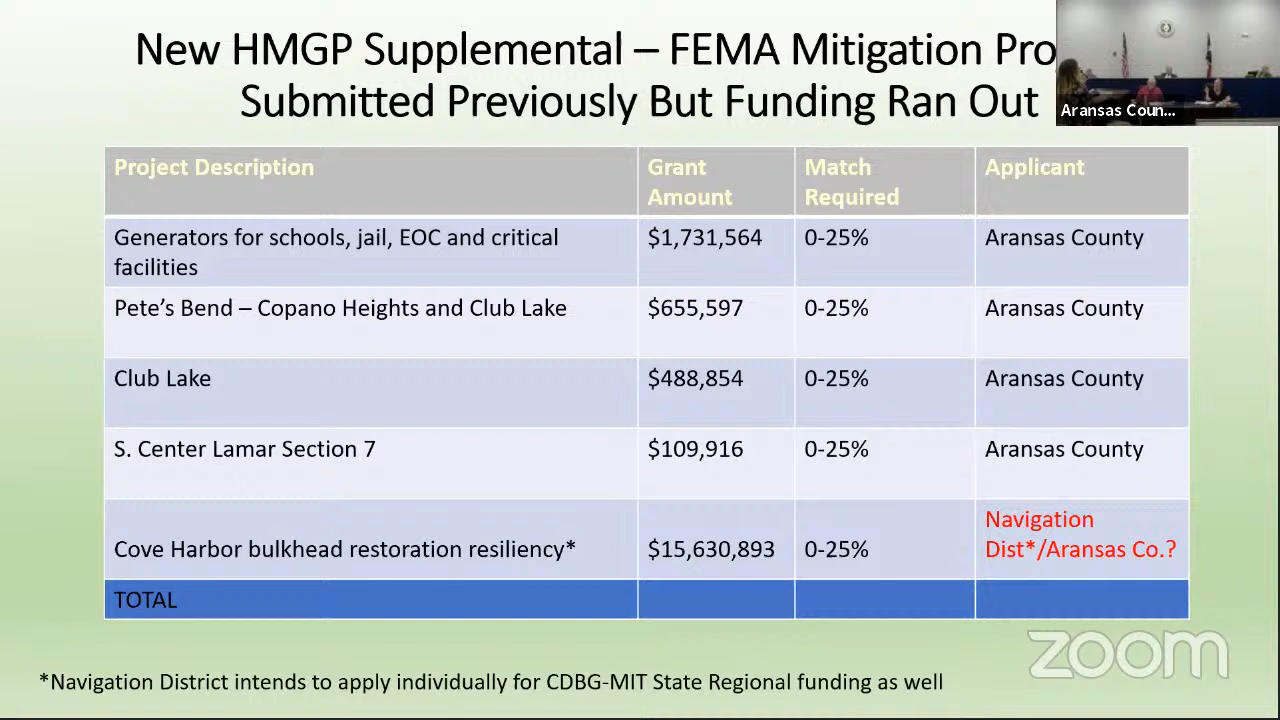 New HMGP Supplemental – FEMA Mitigation Pro
Submitted Previously But Funding Ran Out
Aransas Coun...
Project Description
Grant
Amount
Match
Required
Applicant
Generators for schools, jail, EOC and critical
facilities
$1,731,564
0-25%
Aransas County
Pete’s Bend – Copano Heights and Club Lake
$655,597
0-25%
Aransas County
Club Lake
$488,854
0-25%
Aransas County
S. Center Lamar Section 7
$109,916
0-25%
Aransas County
Cove Harbor bulkhead restoration resiliency*
$15,630,893
0-25%
Navigation
Dist*/Aransas Co.?
TOTAL
zoom
*Navigation District intends to apply individually for CDBG-MIT State Regional funding as well